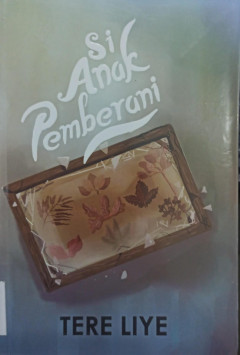 Si
Anak
Pemberani
TERE LIYE